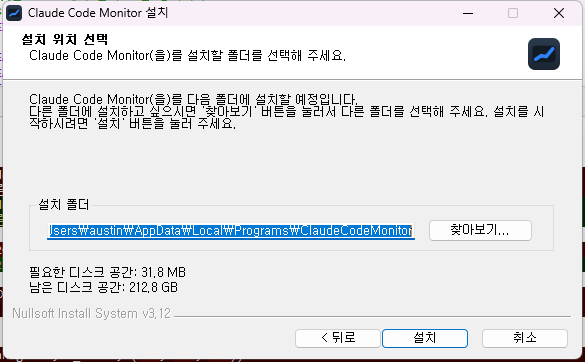 Claude Code Monitor 설치
설치 위치 선택
Claude Code Monitor(을)를 설치할 폴더를 선택해 주세요.
Claude Code Monitor(을)를 다음 폴더에 설치할 예정입니다.
다른 폴더에 설치하고 싶으시면 '찾아보기' 버튼을 눌러서 다른 폴더를 선택해 주세요. 설치를 시
작하시려면 '설치' 버튼을 눌러 주세요.
설치 폴더
Jsers₩austin₩AppData₩Local₩Programs₩ClaudeCodeMonitor
찾아보기...
필요한 디스크 공간: 31.8 MB
남은 디스크 공간: 212.8 GB
Nullsoft Install System v3.12
< 뒤로
설치
취소